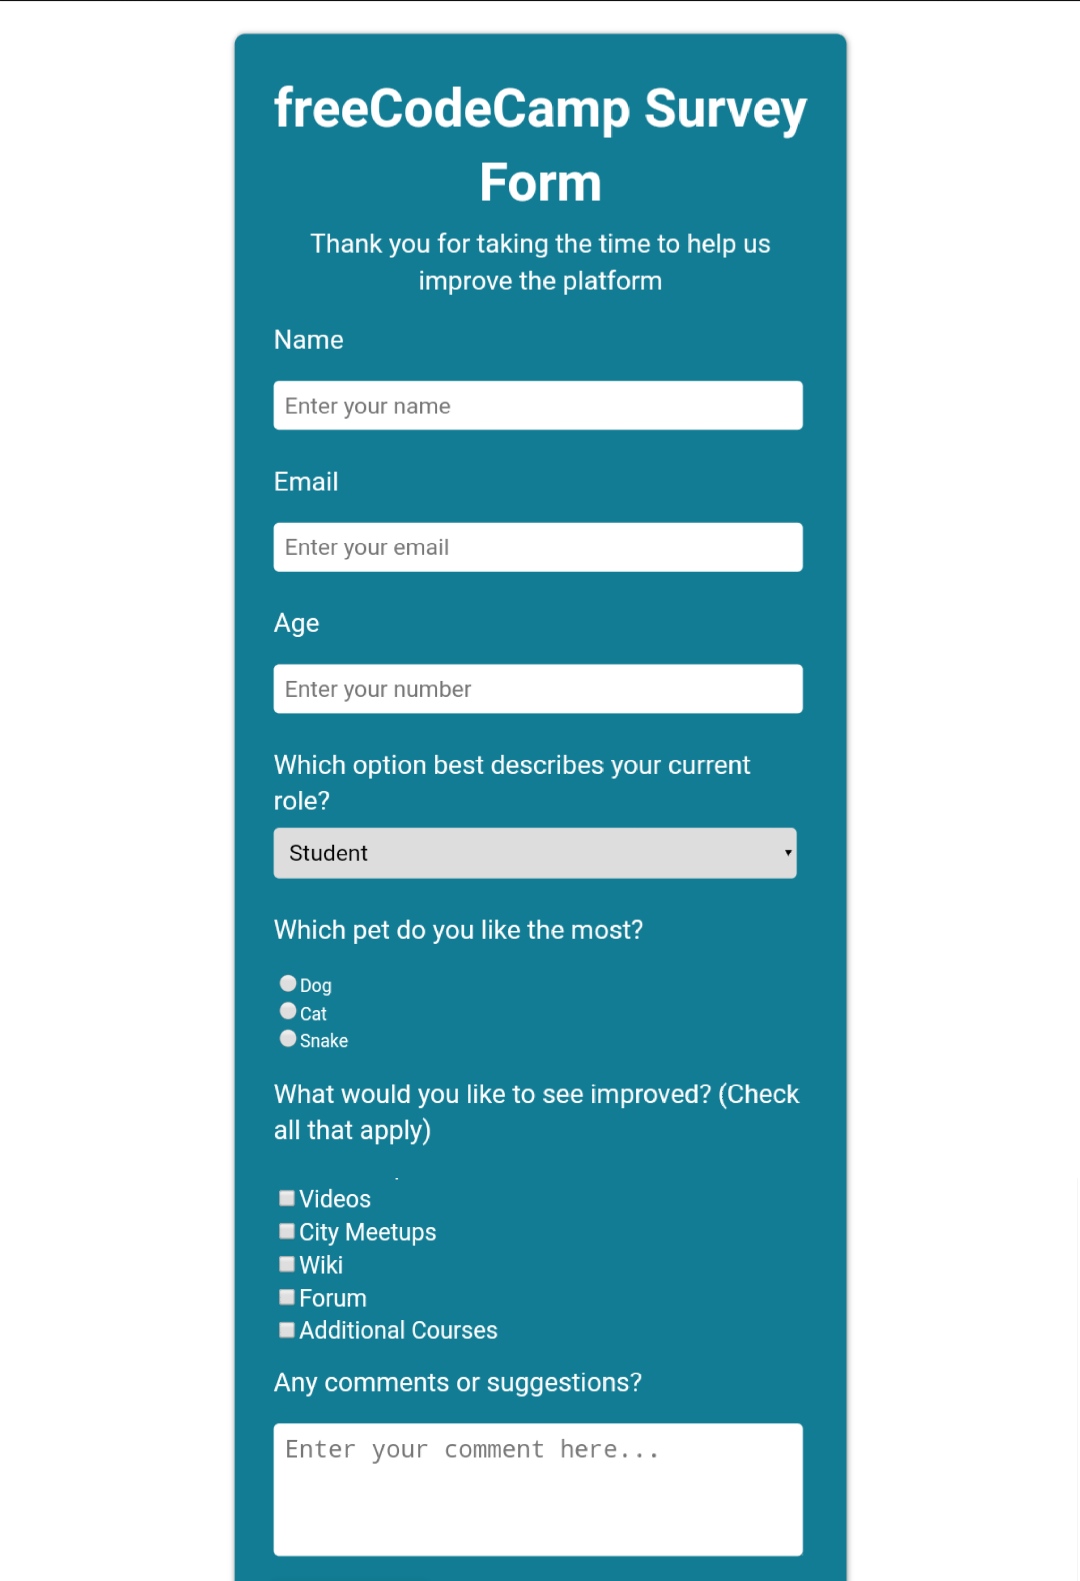 freeCodeCamp Survey
Form
Thank you for taking the time to help us
improve the platform
Name
Enter your name
Email
Enter your email
Age
Enter your number
Which option best describes your current
role?
Student
Which pet do you like the most?
Dog
Cat
Snake
What would you like to see improved? (Check
all that apply)
Videos
City Meetups
Wiki
Forum
Additional Courses
Any comments or suggestions?
Enter your comment here...